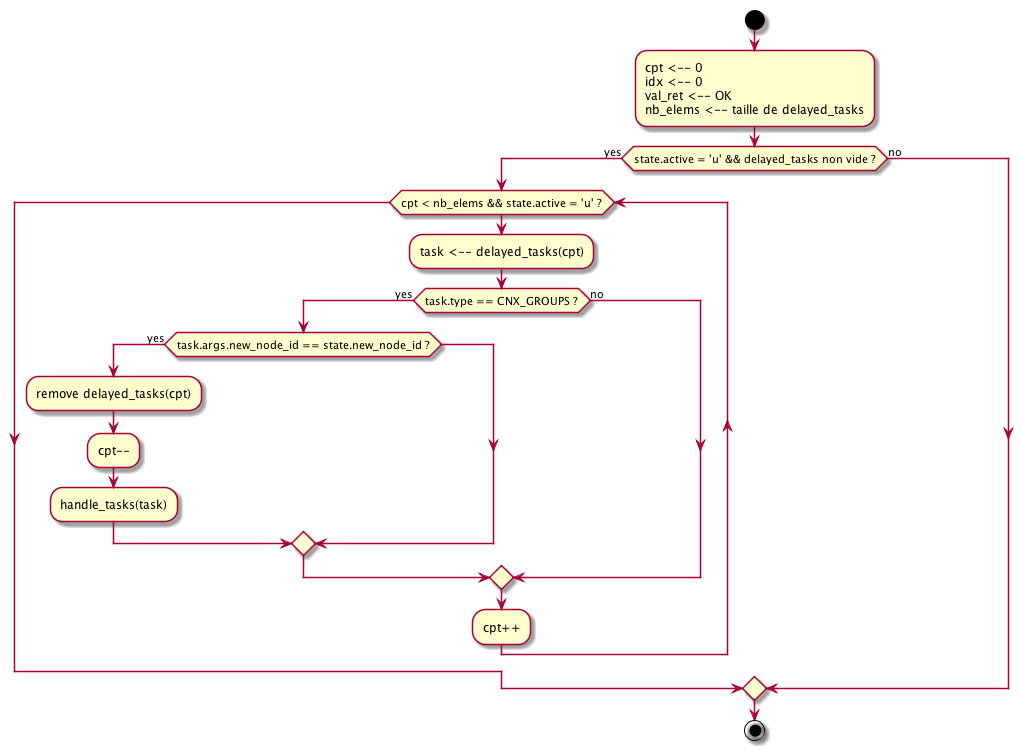 cpt <-- 0
idx <-- 0
val_ret <-- OK
nb_elems <-- taille de delayed_tasks
yes
state.active = 'u' && delayed_tasks non vide ?
no
cpt < nb_elems && state.active = 'u' ?
task <-- delayed_tasks(cpt)
yes
task.type == CNX_GROUPS ?
no
yes
task.args.new_node_id == state.new_node_id ?
remove delayed_tasks(cpt)
cpt--
handle_tasks(task)
cpt++